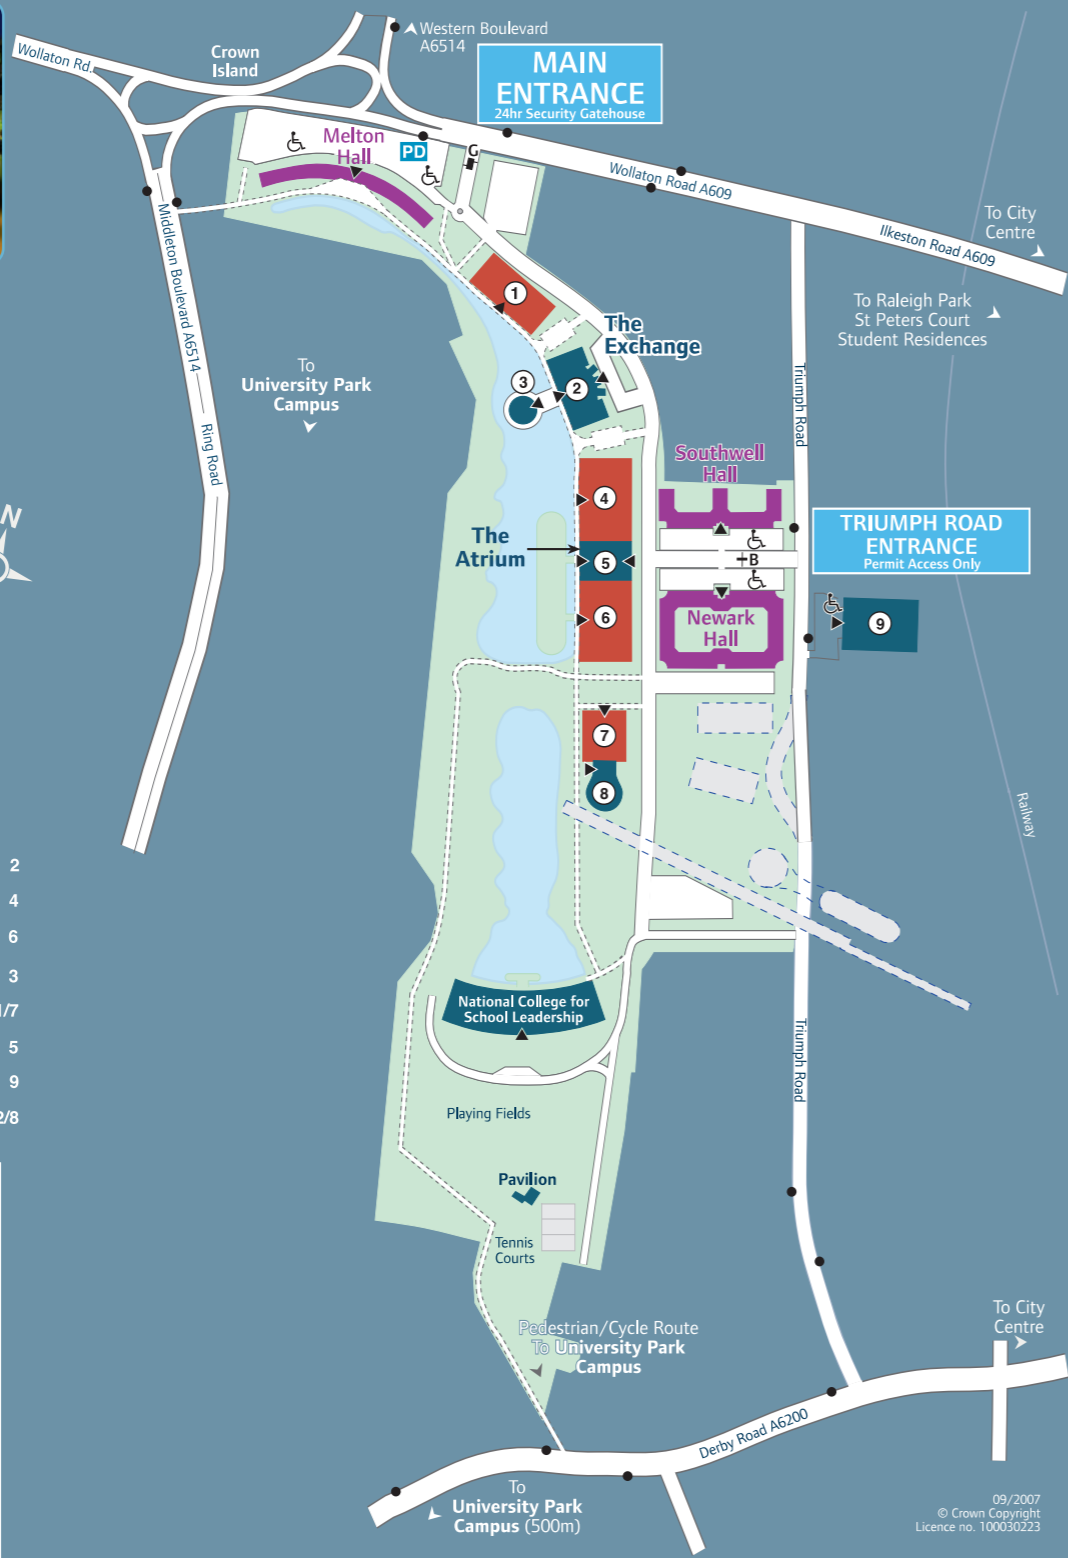 Western Boulevard
A6514
Crown
Island
Wollaton Rd.
MAIN
ENTRANCE
24hr Security Gatehouse
Melton
Hall
PD
G
Wollaton Road A609
To City
Centre
Ilkeston Road A609
Middleton Boulevard A6514
1
To Raleigh Park
St Peters Court
Student Residences
The
Exchange
To
University Park
Campus
3
2
Triumph Road
Ring Road
Southwell
Hall
4
N
TRIUMPH ROAD
ENTRANCE
Permit Access Only
The
Atrium
5
B
6
Newark
Hall
9
7
8
Railway
2
4
6
3
1/7
5
9
2/8
National College for
School Leadership
Triumph Road
Playing Fields
Pavilion
Tennis
Courts
Pedestrian/Cycle Route
To University Park
Campus
To City
Centre
Derby Road A6200
To
University Park
Campus (500m)
09/2007
© Crown Copyright
Licence no. 100030223